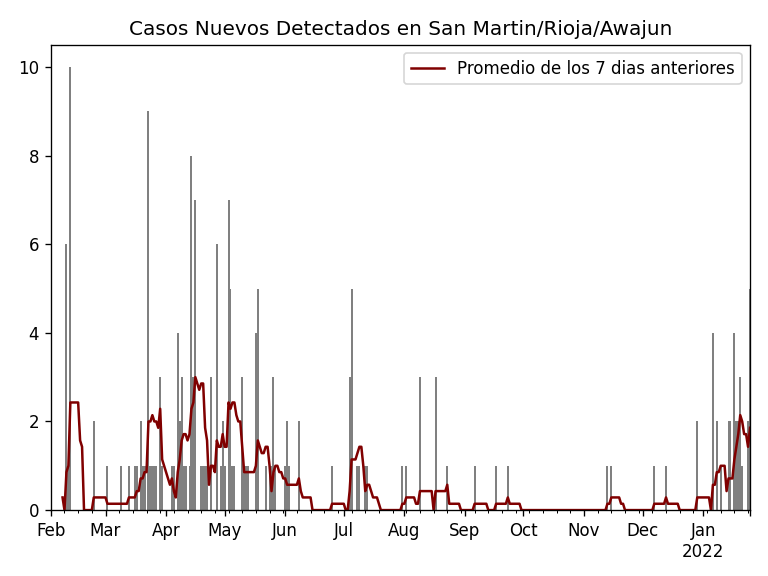 Casos Nuevos Detectados en San Martin/Rioja/Awajun
Promedio de los 7 dias anteriores
10
8
6
4
2
0
Feb Mar Apr May Jun Jul Aug Sep Oct Nov Dec Jan
2022